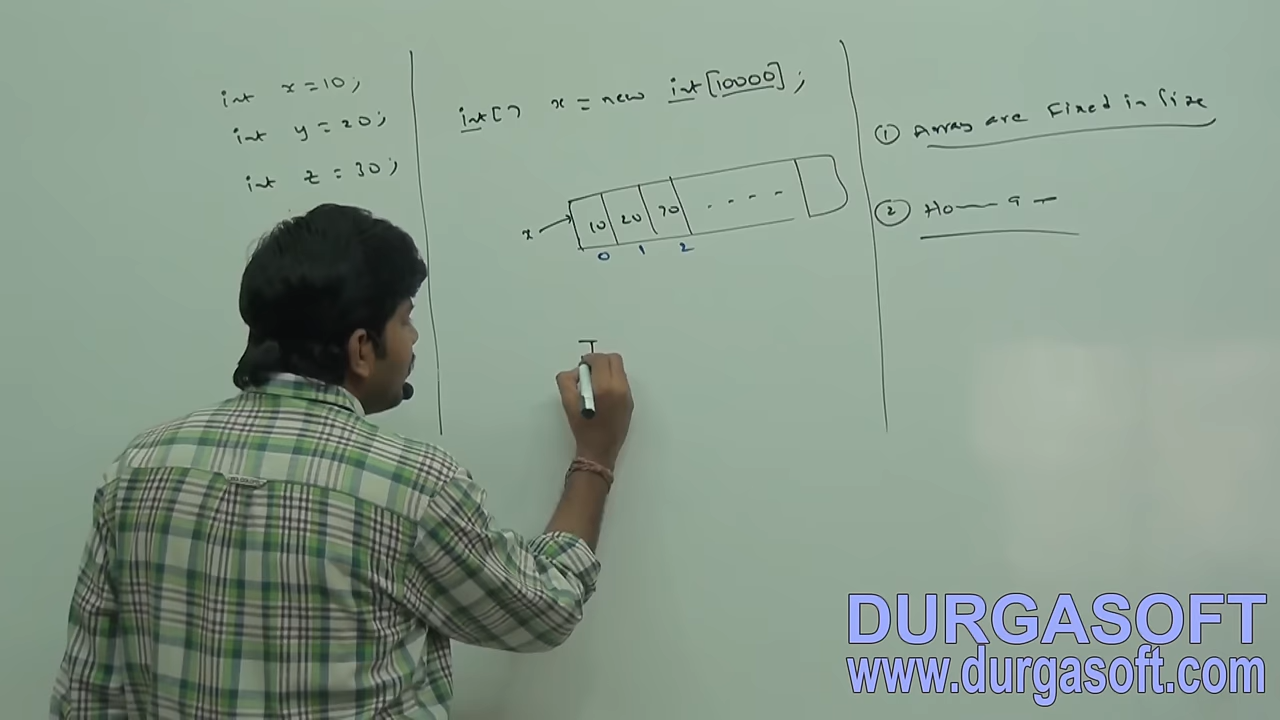 int x = 10 ;
int y = 20 ;
int z = 30 ;
int[] x = new int[10000] ;
x
10 20 30 - - - -
0 1 2
① Arrays are Fixed in Size
②
DURGASOFT
www.durgasoft.com